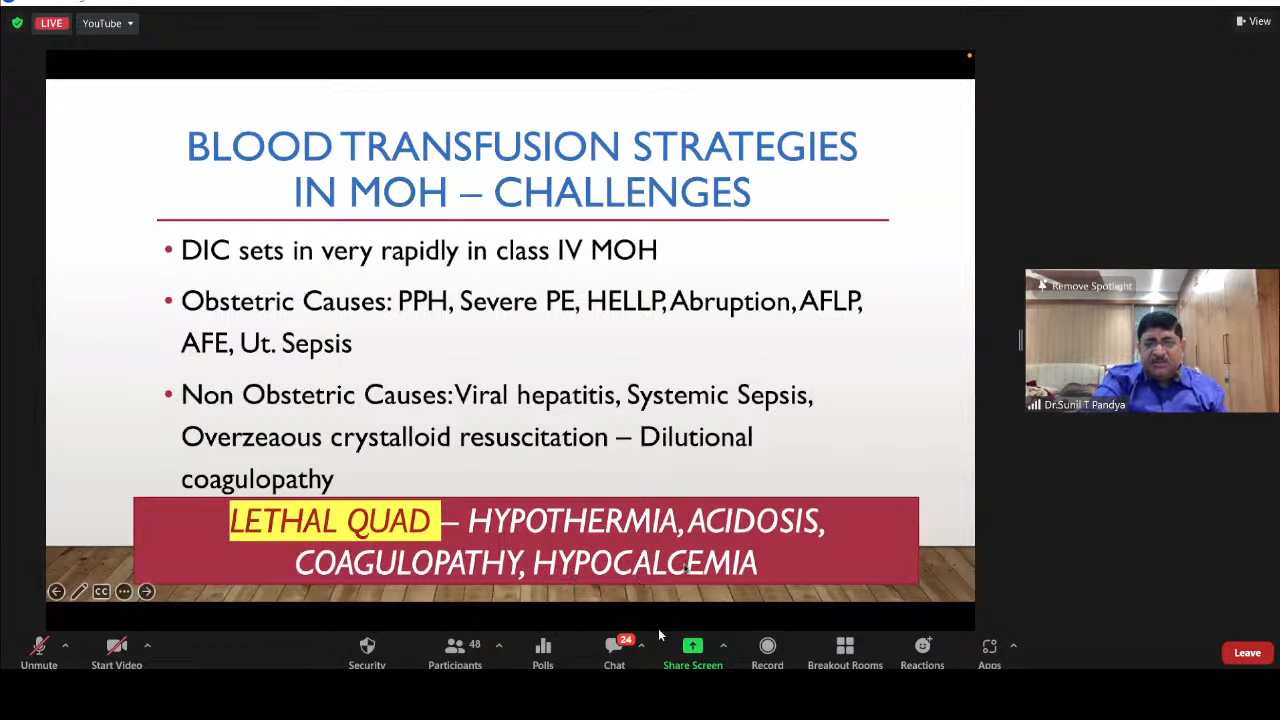 LIVE
YouTube
View
BLOOD TRANSFUSION STRATEGIES
IN MOH – CHALLENGES
• DIC sets in very rapidly in class IV MOH
• Obstetric Causes: PPH, Severe PE, HELLP, Abruption, AFLP,
AFE, Ut. Sepsis
• Non Obstetric Causes: Viral hepatitis, Systemic Sepsis,
Overzeaous crystalloid resuscitation – Dilutional
coagulopathy
LETHAL QUAD – HYPOTHERMIA, ACIDOSIS,
COAGULOPATHY, HYPOCALCEMIA
CC
Remove Spotlight
Dr.Sunil T Pandya
48
24
Unmute
Start Video
Security
Participants
Polls
Chat
Share Screen
Record
Breakout Rooms
Reactions
Apps
Leave